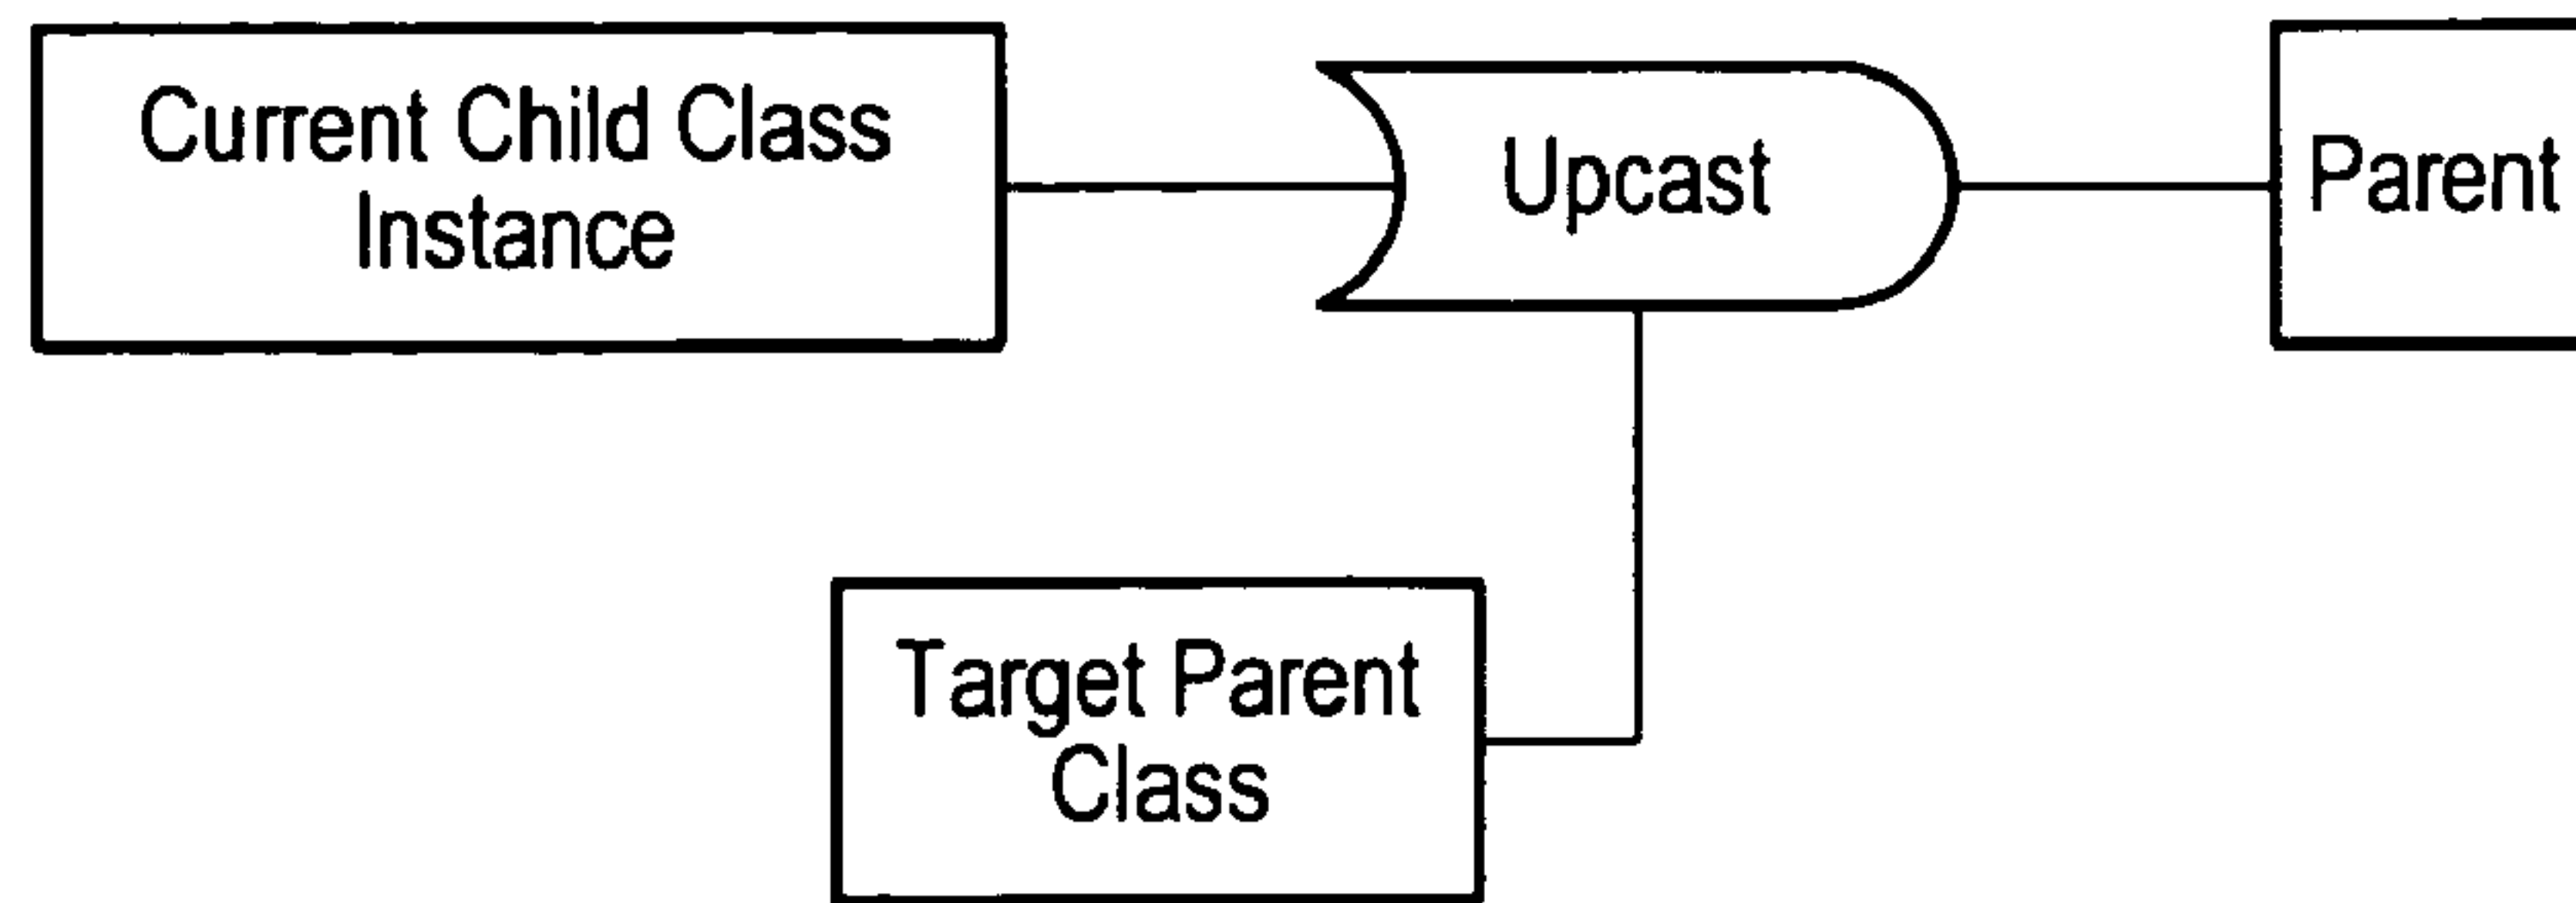 Current Child Class
Instance
Upcast
Parent
Target Parent
Class